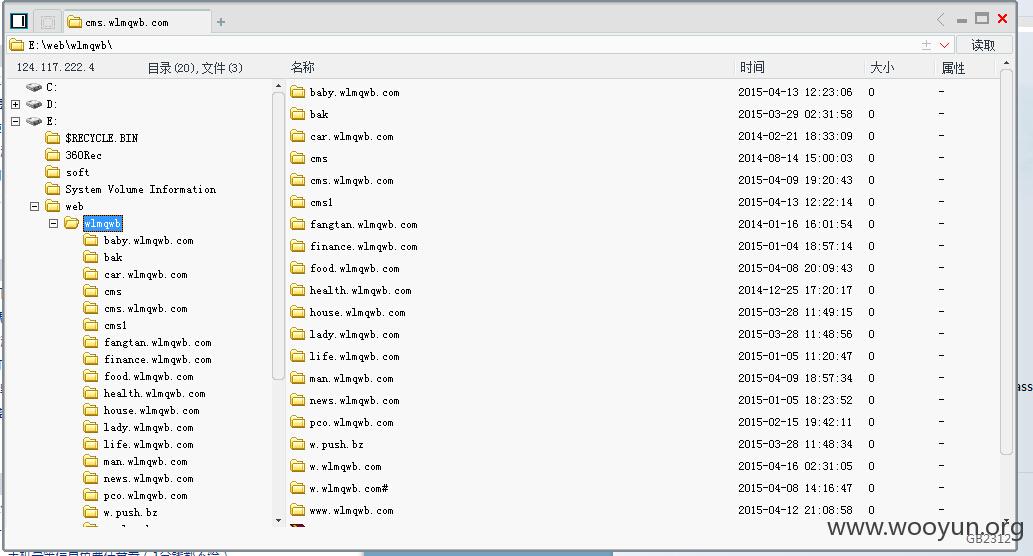 cms.wlmqwb.com
E:\web\wlmqwb\
读取
124.117.222.4 目录(20),文件(3) 名称 时间 大小 属性
C:
D:
E:
$RECYCLE.BIN
360Rec
soft
System Volume Information
web
wlmqwb
baby.wlmqwb.com
bak
car.wlmqwb.com
cms
cms.wlmqwb.com
cms1
fangtan.wlmqwb.com
finance.wlmqwb.com
food.wlmqwb.com
health.wlmqwb.com
house.wlmqwb.com
lady.wlmqwb.com
life.wlmqwb.com
man.wlmqwb.com
news.wlmqwb.com
pco.wlmqwb.com
w.push.bz
baby.wlmqwb.com 2015-04-13 12:23:06 0 -
bak 2015-03-29 02:31:58 0 -
car.wlmqwb.com 2014-02-21 18:33:09 0 -
cms 2014-08-14 15:00:03 0 -
cms.wlmqwb.com 2015-04-09 19:20:43 0 -
cms1 2015-04-13 12:22:14 0 -
fangtan.wlmqwb.com 2014-01-16 16:01:54 0 -
finance.wlmqwb.com 2015-01-04 18:57:14 0 -
food.wlmqwb.com 2015-04-08 20:09:43 0 -
health.wlmqwb.com 2014-12-25 17:20:17 0 -
house.wlmqwb.com 2015-03-28 11:49:15 0 -
lady.wlmqwb.com 2015-03-28 11:48:56 0 -
life.wlmqwb.com 2015-01-05 11:20:47 0 -
man.wlmqwb.com 2015-04-09 18:57:34 0 -
news.wlmqwb.com 2015-01-05 18:23:52 0 -
pco.wlmqwb.com 2015-02-15 19:42:11 0 -
w.push.bz 2015-03-28 11:48:34 0 -
w.wlmqwb.com 2015-04-16 02:31:05 0 -
w.wlmqwb.com# 2015-04-08 14:16:47 0 -
www.wlmqwb.com 2015-04-12 21:08:58 0 -
ass
www.wooyun.org
GB2312